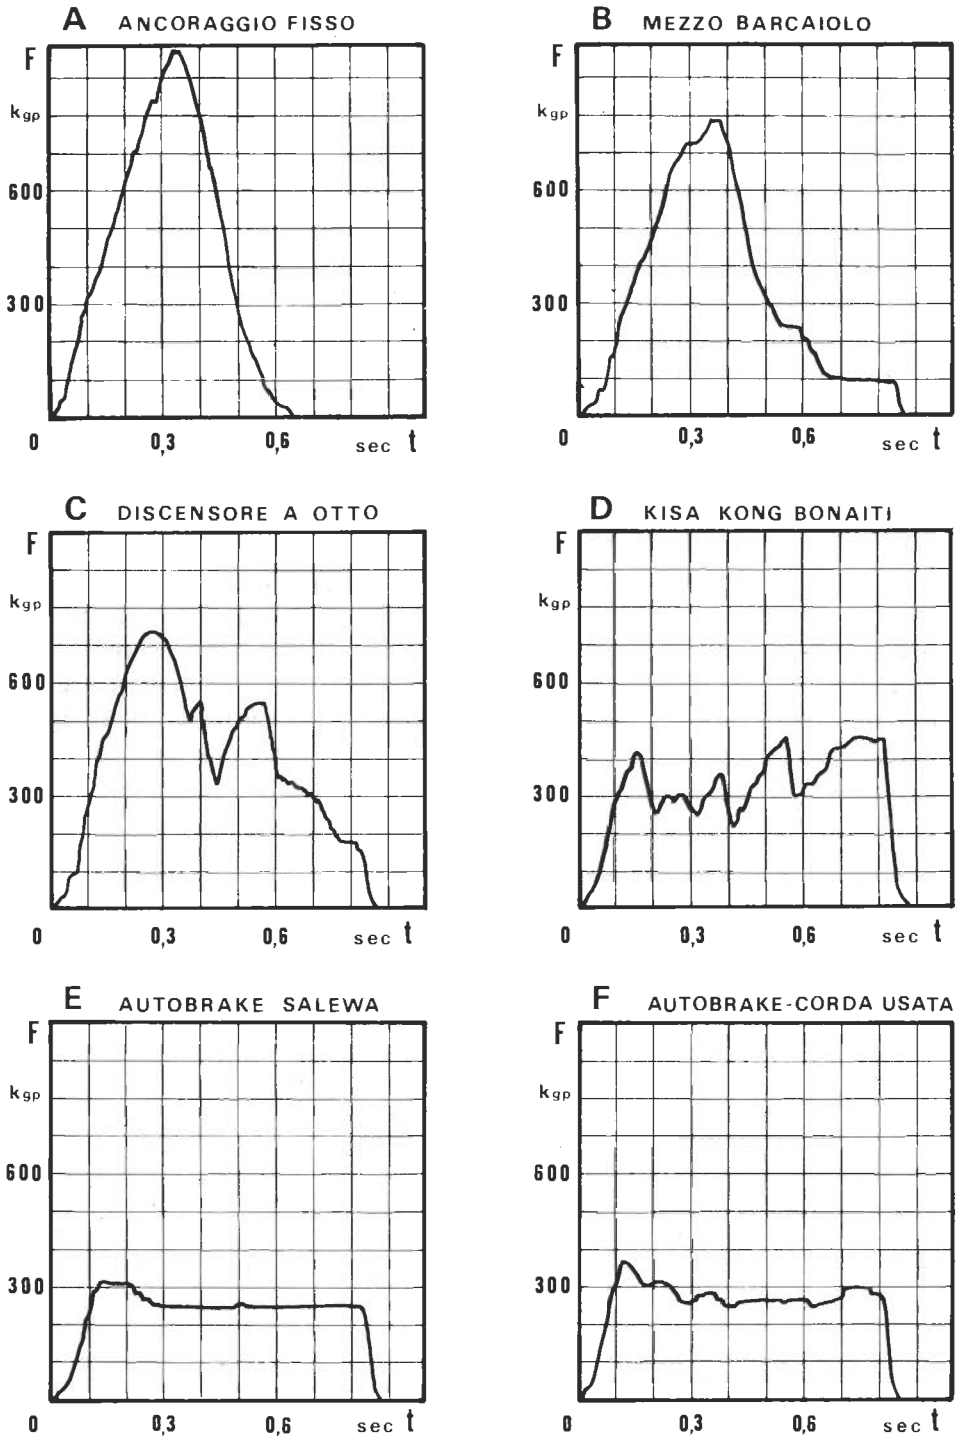 A ANCORAGGIO FISSO
F
kgp
600
300
0 0,3 0,6 sec t
B MEZZO BARCAIOLO
F
kgp
600
300
0 0,3 0,6 sec t
C DISCENSORE A OTTO
F
kgp
600
300
0 0,3 0,6 sec t
D KISA KONG BONAITI
F
kgp
600
300
0 0,3 0,6 sec t
E AUTOBRAKE SALEWA
F
kgp
600
300
0 0,3 0,6 sec t
F AUTOBRAKE-CORDA USATA
F
kgp
600
300
0 0,3 0,6 sec t